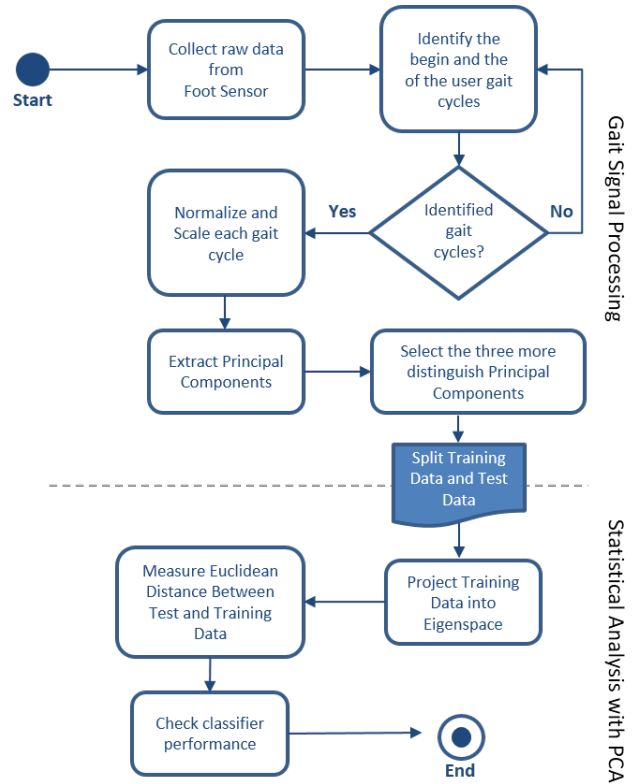 Collect raw data
from
Foot Sensor
Identify the
begin and the
of the user gait
cycles
Start
Gait Signal Processing
Normalize and
Scale each gait
cycle
Yes
Identified
gait
cycles?
No
Extract Principal
Components
Select the three more
distinguish Principal
Components
Split Training
Data and Test
Data
Statistical Analysis with PCA
Measure Euclidean
Distance Between
Test and Training
Data
Project Training
Data into
Eigenspace
Check classifier
performance
End